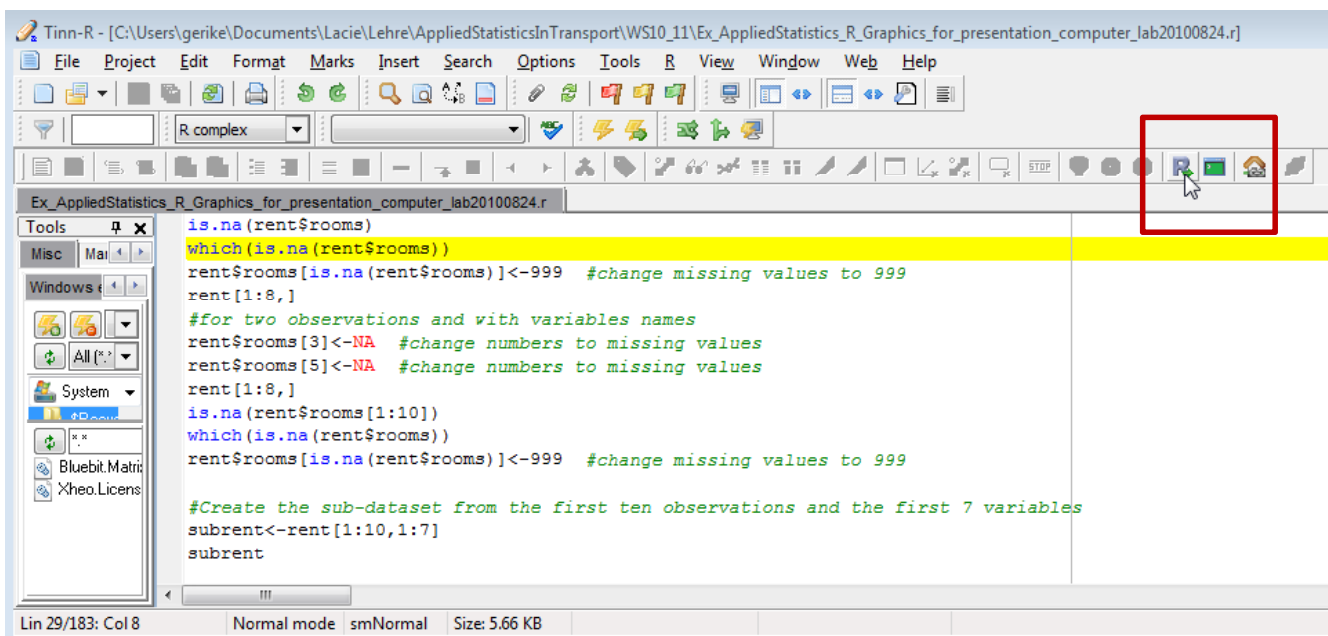 Tinn-R - [C:\Users\gerike\Documents\Lacie\Lehre\AppliedStatisticsInTransport\WS10_11\Ex_AppliedStatistics_R_Graphics_for_presentation_computer_lab20100824.r]
File Project Edit Format Marks Insert Search Options Tools R View Window Web Help
R complex
STOP
Ex_AppliedStatistics_R_Graphics_for_presentation_computer_lab20100824.r
Tools
Misc Mar
Windows e
All (*.*
System
*.*
Bluebit.Matri
Xheo.Licens
is.na(rent$rooms)
which(is.na(rent$rooms))
rent$rooms[is.na(rent$rooms)]<-999 #change missing values to 999
rent[1:8,]
#for two observations and with variables names
rent$rooms[3]<-NA #change numbers to missing values
rent$rooms[5]<-NA #change numbers to missing values
rent[1:8,]
is.na(rent$rooms[1:10])
which(is.na(rent$rooms))
rent$rooms[is.na(rent$rooms)]<-999 #change missing values to 999
#Create the sub-dataset from the first ten observations and the first 7 variables
subrent<-rent[1:10,1:7]
subrent
Lin 29/183: Col 8 Normal mode smNormal Size: 5.66 KB